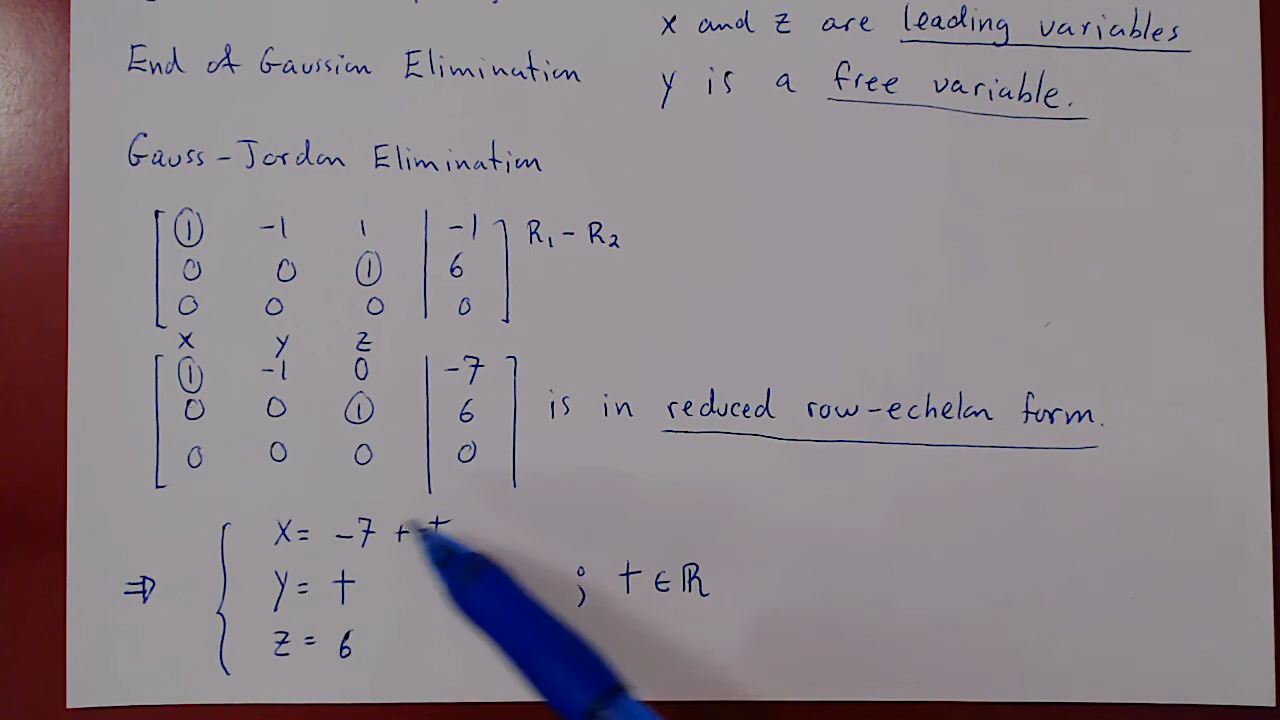 x and z are leading variables
End of Gaussian Elimination
y is a free variable.
Gauss-Jordan Elimination
1 -1 1 | -1 R₁ - R₂
0 0 1 | 6
0 0 0 | 0
x y z
1 -1 0 | -7
0 0 1 | 6 is in reduced row-echelon form.
0 0 0 | 0
x = -7 + t
⇒ y = t ; t ∈ ℝ
z = 6